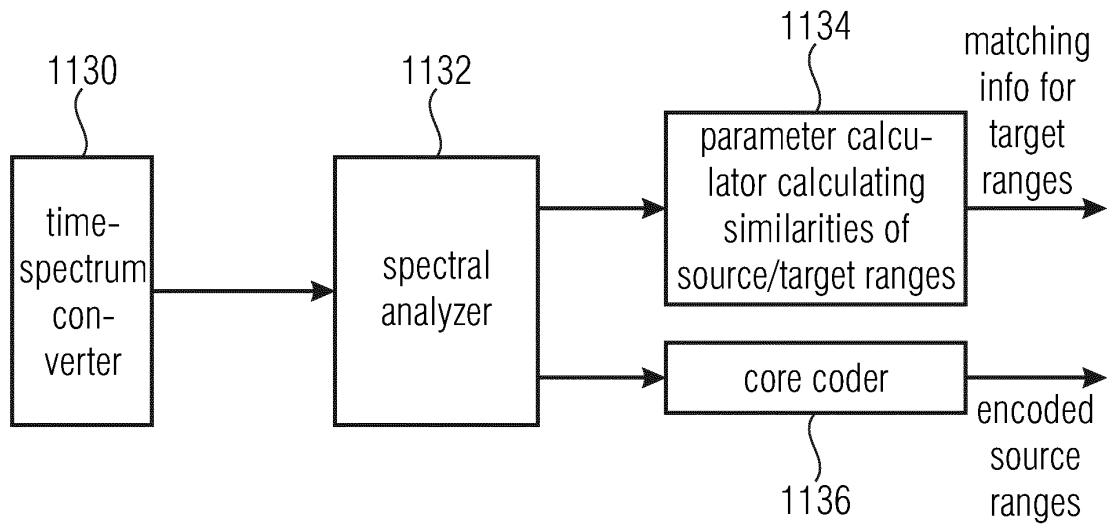 1130
time-
spectrum
con-
verter
1132
spectral
analyzer
1134
parameter calcu-
lator calculating
similarities of
source/target ranges
matching
info for
target
ranges
core coder
1136
encoded
source
ranges